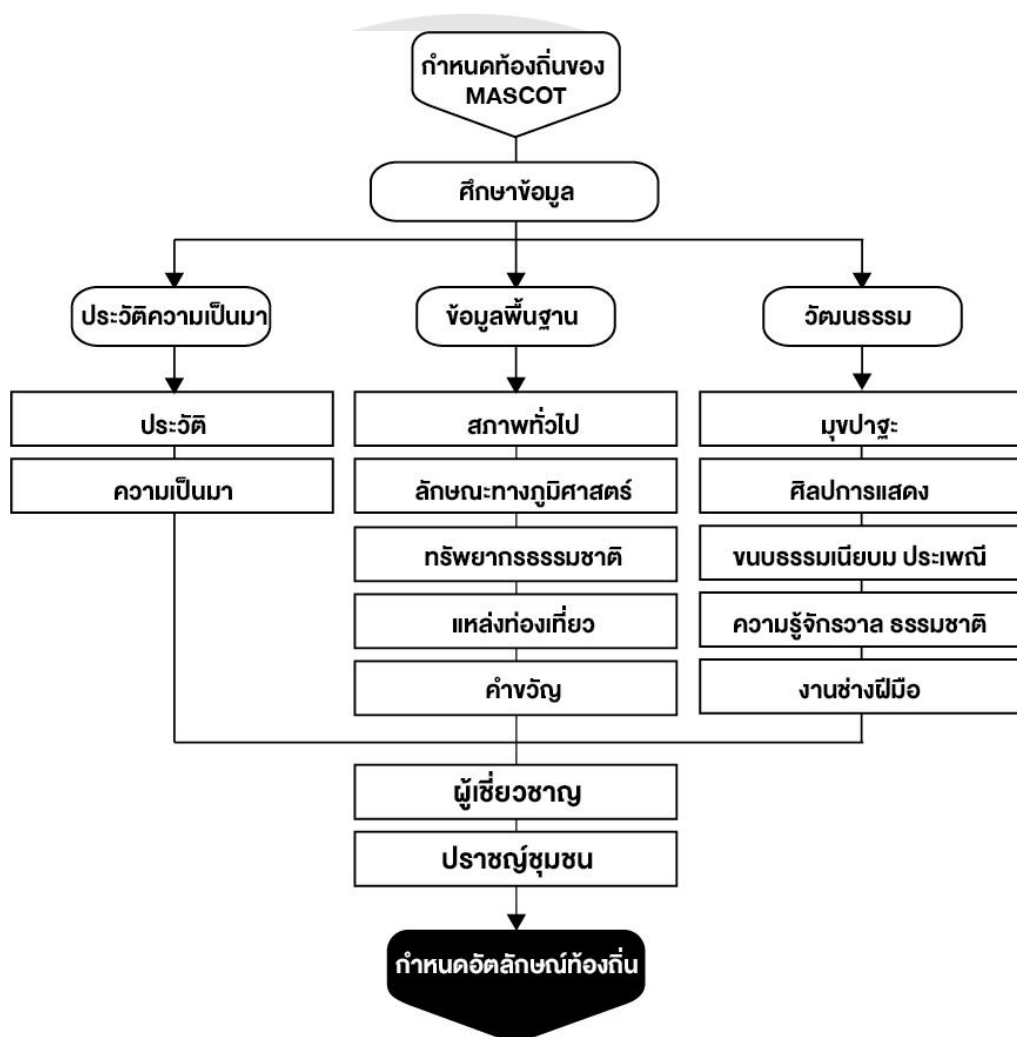 กำหนดท้องถิ่นของ
MASCOT
ศึกษาข้อมูล
ประวัติความเป็นมา
ข้อมูลพื้นฐาน
วัฒนธรรม
ประวัติ
สภาพทั่วไป
มุขปาฐะ
ความเป็นมา
ลักษณะทางภูมิศาสตร์
ศิลปการแสดง
ทรัพยากรธรรมชาติ
ขนบธรรมเนียบม ประเพณี
แหล่งท่องเที่ยว
ความรู้จักรวาล ธรรมชาติ
คำขวัญ
งานช่างฝีมือ
ผู้เชี่ยวชาญ
ปราชญ์ชุมชน
กำหนดอัตลักษณ์ท้องถิ่น